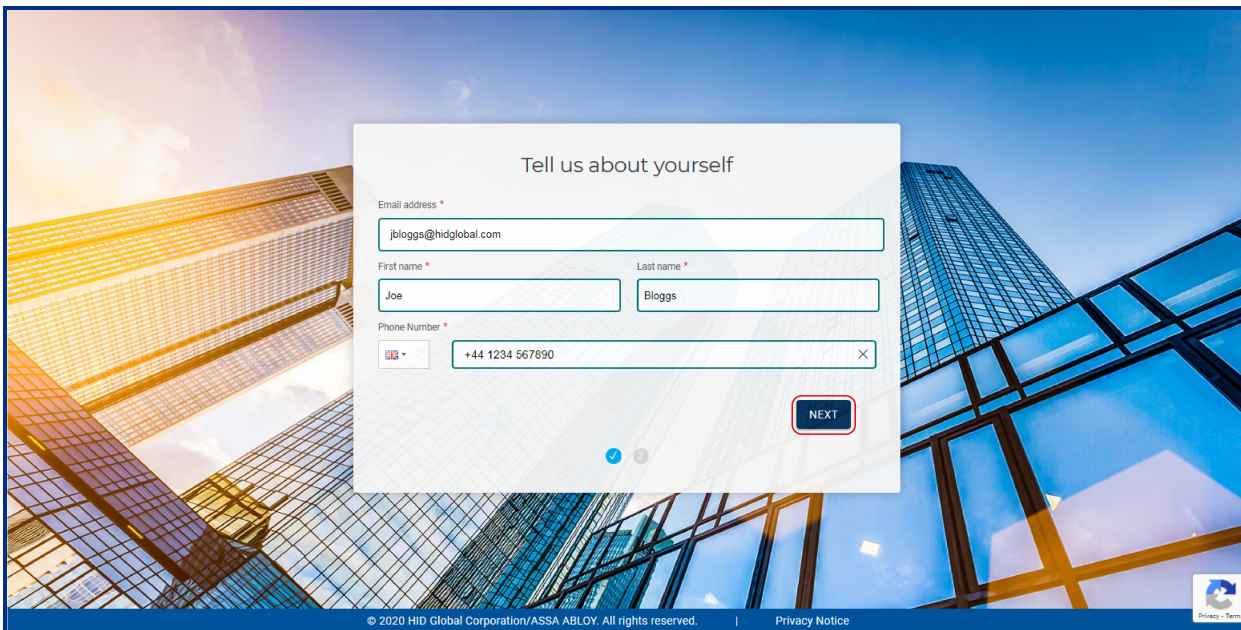 Tell us about yourself
Email address *
jbloggs@hidglobal.com
First name * Last name *
Joe Bloggs
Phone Number *
+44 1234 567890
NEXT
2
© 2020 HID Global Corporation/ASSA ABLOY. All rights reserved. | Privacy Notice
Privacy - Term